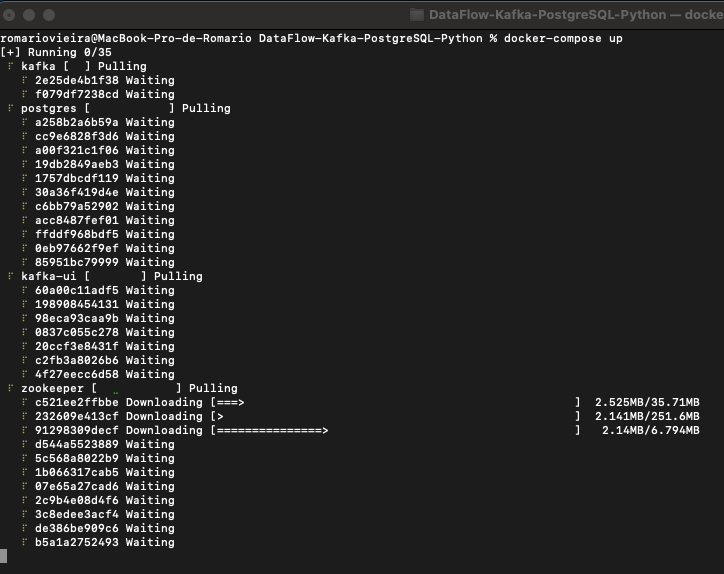 DataFlow-Kafka-PostgreSQL-Python — docke
romariovieira@MacBook-Pro-de-Romario DataFlow-Kafka-PostgreSQL-Python % docker-compose up
[+] Running 0/35
⠏ kafka [  ] Pulling
⠏ 2e25de4b1f38 Waiting
⠏ f079df7238cd Waiting
⠏ postgres [           ] Pulling
⠏ a258b2a6b59a Waiting
⠏ cc9e6828f3d6 Waiting
⠏ a00f321c1f06 Waiting
⠏ 19db2849aeb3 Waiting
⠏ 1757dbcdf119 Waiting
⠏ 30a36f419d4e Waiting
⠏ c6bb79a52902 Waiting
⠏ acc8487fef01 Waiting
⠏ ffddf968bdf5 Waiting
⠏ 0eb97662f9ef Waiting
⠏ 85951bc79999 Waiting
⠏ kafka-ui [       ] Pulling
⠏ 60a00c11adf5 Waiting
⠏ 198908454131 Waiting
⠏ 98eca93caa9b Waiting
⠏ 0837c055c278 Waiting
⠏ 20ccf3e8431f Waiting
⠏ c2fb3a8026b6 Waiting
⠏ 4f27eecc6d58 Waiting
⠏ zookeeper [  ⣀        ] Pulling
⠏ c521ee2ffbbe Downloading [===>                                               ]  2.525MB/35.71MB
⠏ 232609e413cf Downloading [>                                                  ]  2.141MB/251.6MB
⠏ 91298309decf Downloading [===============>                                   ]   2.14MB/6.794MB
⠏ d544a5523889 Waiting
⠏ 5c568a8022b9 Waiting
⠏ 1b066317cab5 Waiting
⠏ 07e65a27cad6 Waiting
⠏ 2c9b4e08d4f6 Waiting
⠏ 3c8edee3acf4 Waiting
⠏ de386be909c6 Waiting
⠏ b5a1a2752493 Waiting